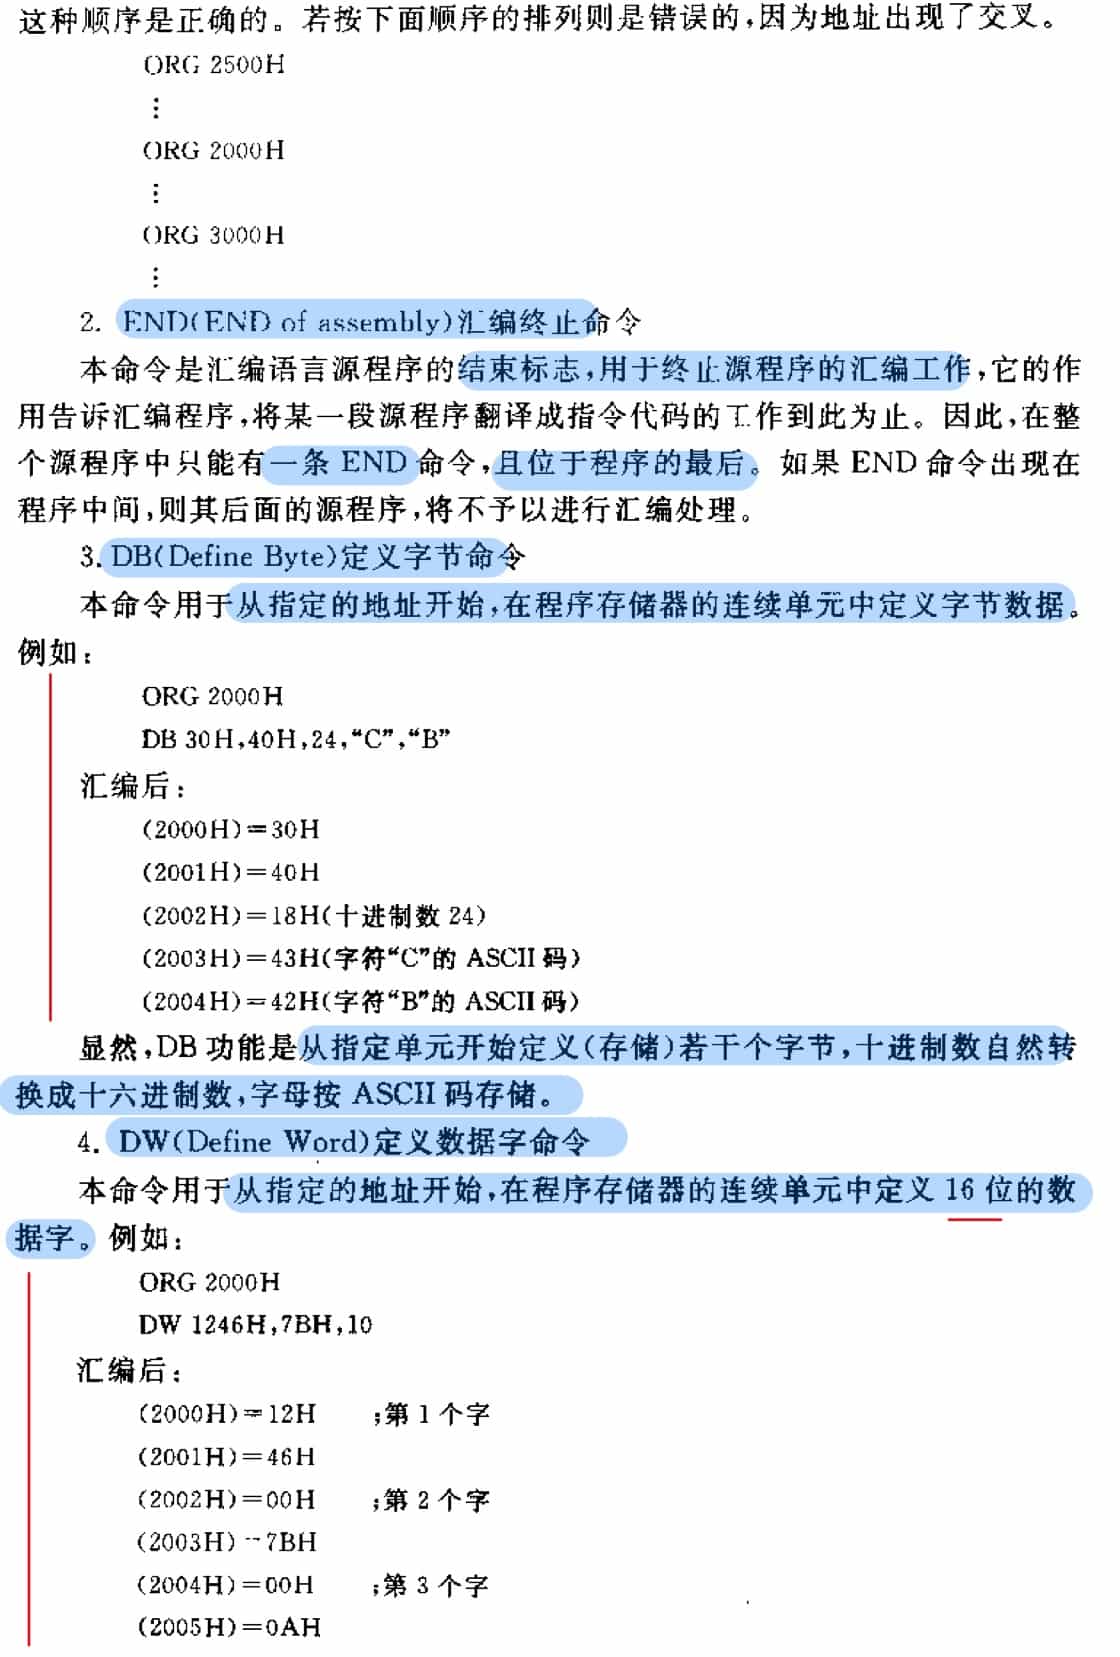 这种顺序是正确的。若按下面顺序的排列则是错误的,因为地址出现了交叉。
ORG 2500H
⋮
ORG 2000H
⋮
ORG 3000H
⋮
2. END(END of assembly)汇编终止命令
本命令是汇编语言源程序的结束标志,用于终止源程序的汇编工作,它的作
用告诉汇编程序,将某一段源程序翻译成指令代码的工作到此为止。因此,在整
个源程序中只能有一条 END 命令,且位于程序的最后。如果 END 命令出现在
程序中间,则其后面的源程序,将不予以进行汇编处理。
3. DB(Define Byte)定义字节命令
本命令用于从指定的地址开始,在程序存储器的连续单元中定义字节数据。
例如:
ORG 2000H
DB 30H,40H,24,“C”,“B”
汇编后:
(2000H)=30H
(2001H)=40H
(2002H)=18H(十进制数 24)
(2003H)=43H(字符“C”的 ASCII 码)
(2004H)=42H(字符“B”的 ASCII 码)
显然,DB 功能是从指定单元开始定义(存储)若干个字节,十进制数自然转
换成十六进制数,字母按 ASCII 码存储。
4. DW(Define Word)定义数据字命令
本命令用于从指定的地址开始,在程序存储器的连续单元中定义 16 位的数
据字。例如:
ORG 2000H
DW 1246H,7BH,10
汇编后:
(2000H)=12H ;第 1 个字
(2001H)=46H
(2002H)=00H ;第 2 个字
(2003H)=7BH
(2004H)=00H ;第 3 个字
(2005H)=0AH